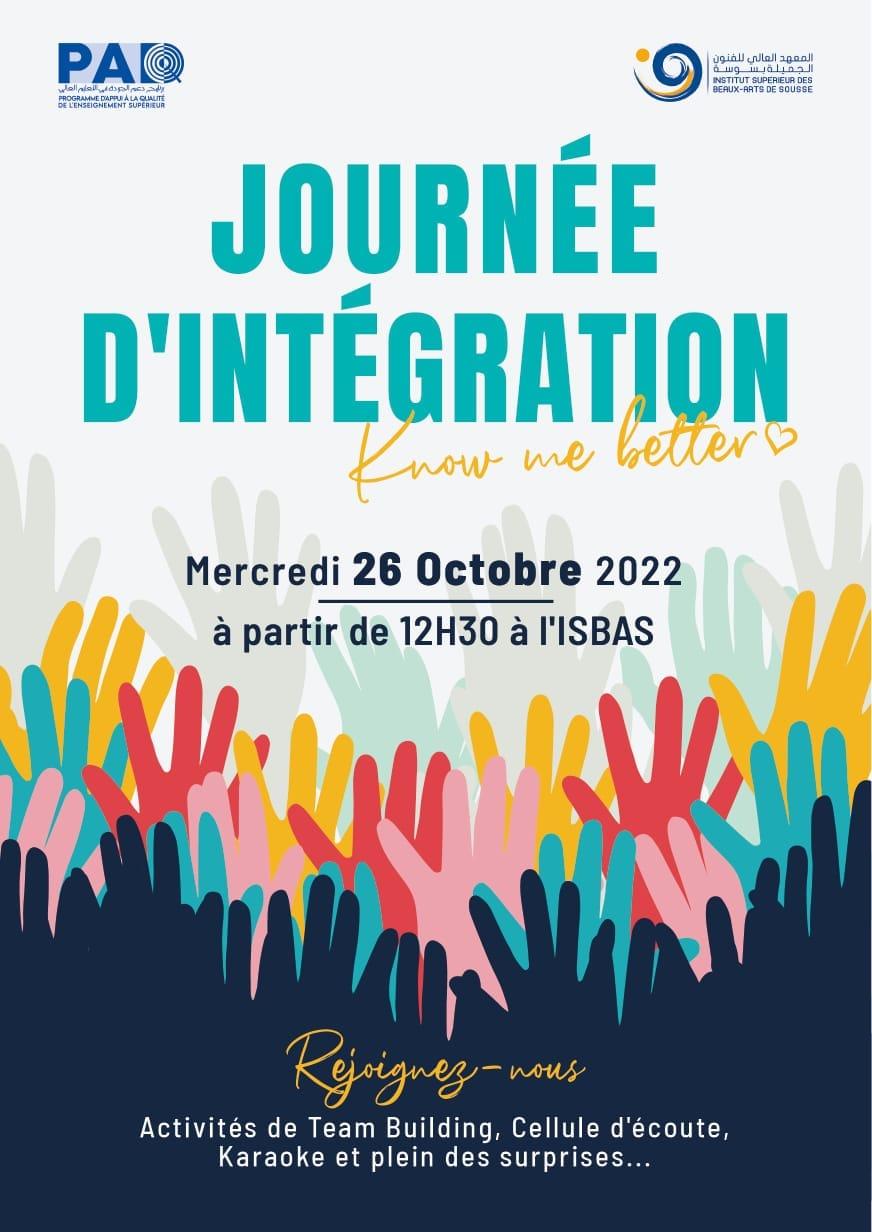 PAQ
برنامج دعم الجودة في التعليم العالي
PROGRAMME D'APPUI À LA QUALITÉ
DE L'ENSEIGNEMENT SUPÉRIEUR
المعهد العالي للفنون
الجميلة بسوسة
INSTITUT SUPERIEUR DES
BEAUX-ARTS DE SOUSSE
JOURNÉE
D'INTÉGRATION
Know me better
Mercredi 26 Octobre 2022
à partir de 12H30 à l'ISBAS
Rejoignez-nous
Activités de Team Building, Cellule d'écoute,
Karaoke et plein des surprises...